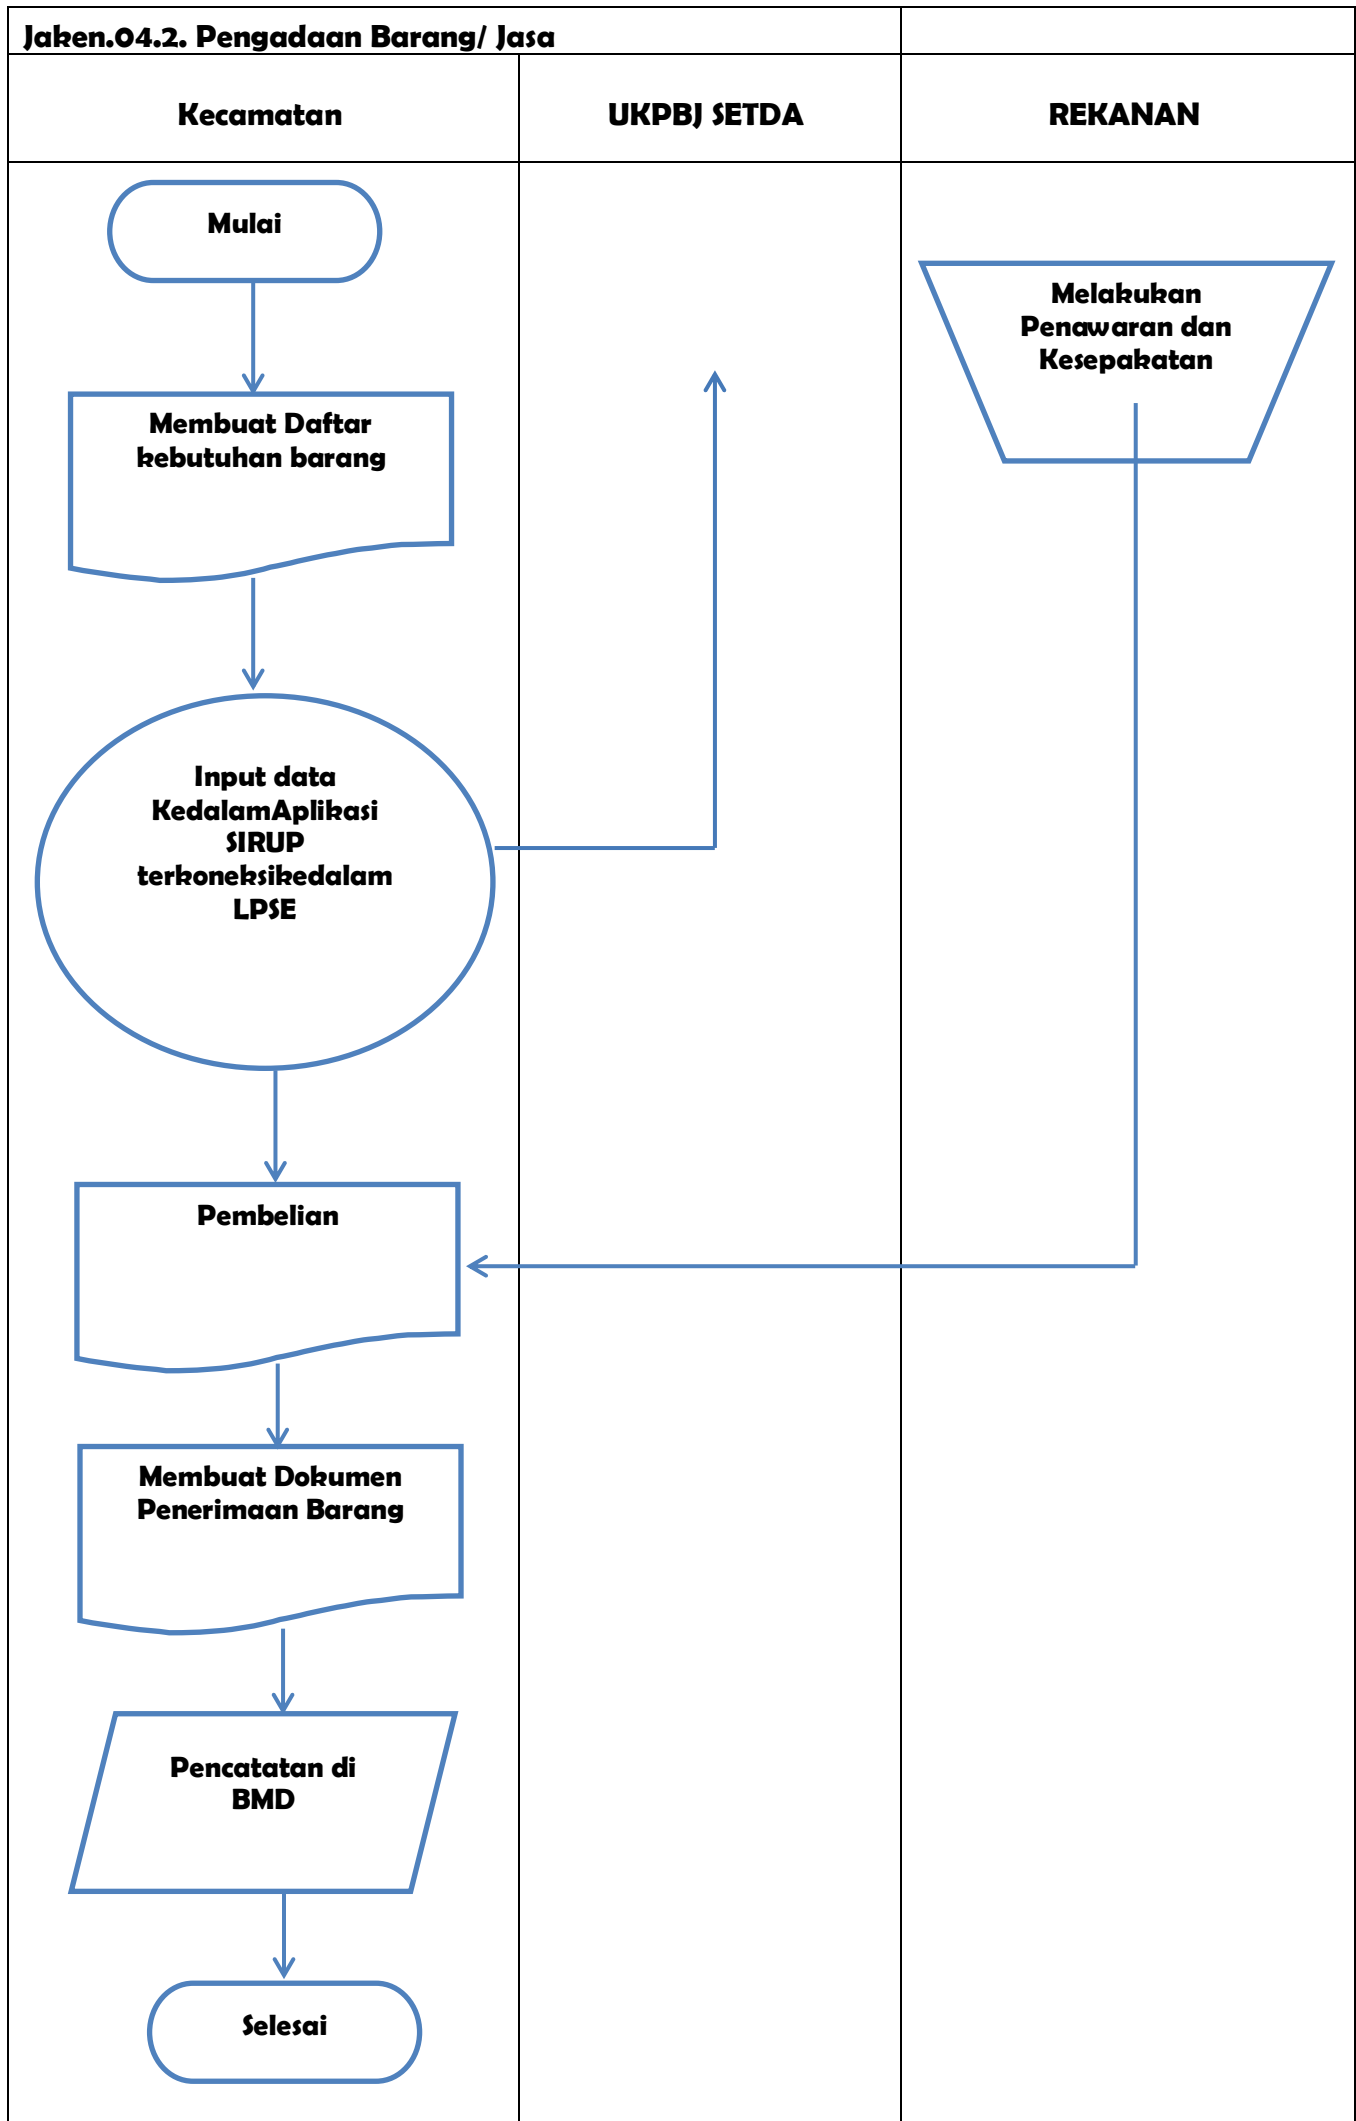 Jaken.04.2. Pengadaan Barang/ Jasa
Kecamatan
UKPBJ SETDA
REKANAN
Mulai
Melakukan
Penawaran dan
Kesepakatan
Membuat Daftar
kebutuhan barang
Input data
KedalamAplikasi
SIRUP
terkoneksikedalam
LPSE
Pembelian
Membuat Dokumen
Penerimaan Barang
Pencatatan di
BMD
Selesai